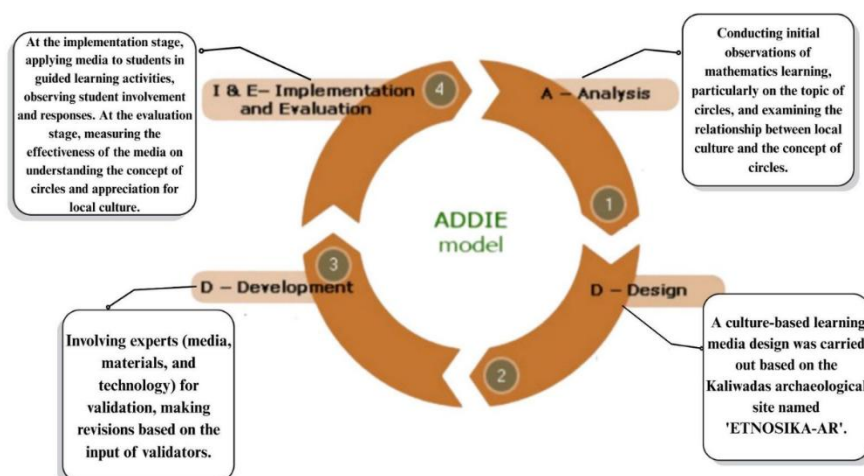 At the implementation stage,
applying media to students in
guided learning activities,
observing student involvement
and responses. At the evaluation
stage, measuring the
effectiveness of the media on
understanding the concept of
circles and appreciation for
local culture.
I & E– Implementation
and Evaluation
4
A – Analysis
Conducting initial
observations of
mathematics learning,
particularly on the topic of
circles, and examining the
relationship between local
culture and the concept of
circles.
1
ADDIE
model
3
D – Development
D – Design
2
Involving experts (media,
materials, and
technology) for
validation, making
revisions based on the
input of validators.
A culture-based learning
media design was carried
out based on the
Kaliwadas archaeological
site named
'ETNOSIKA-AR'.